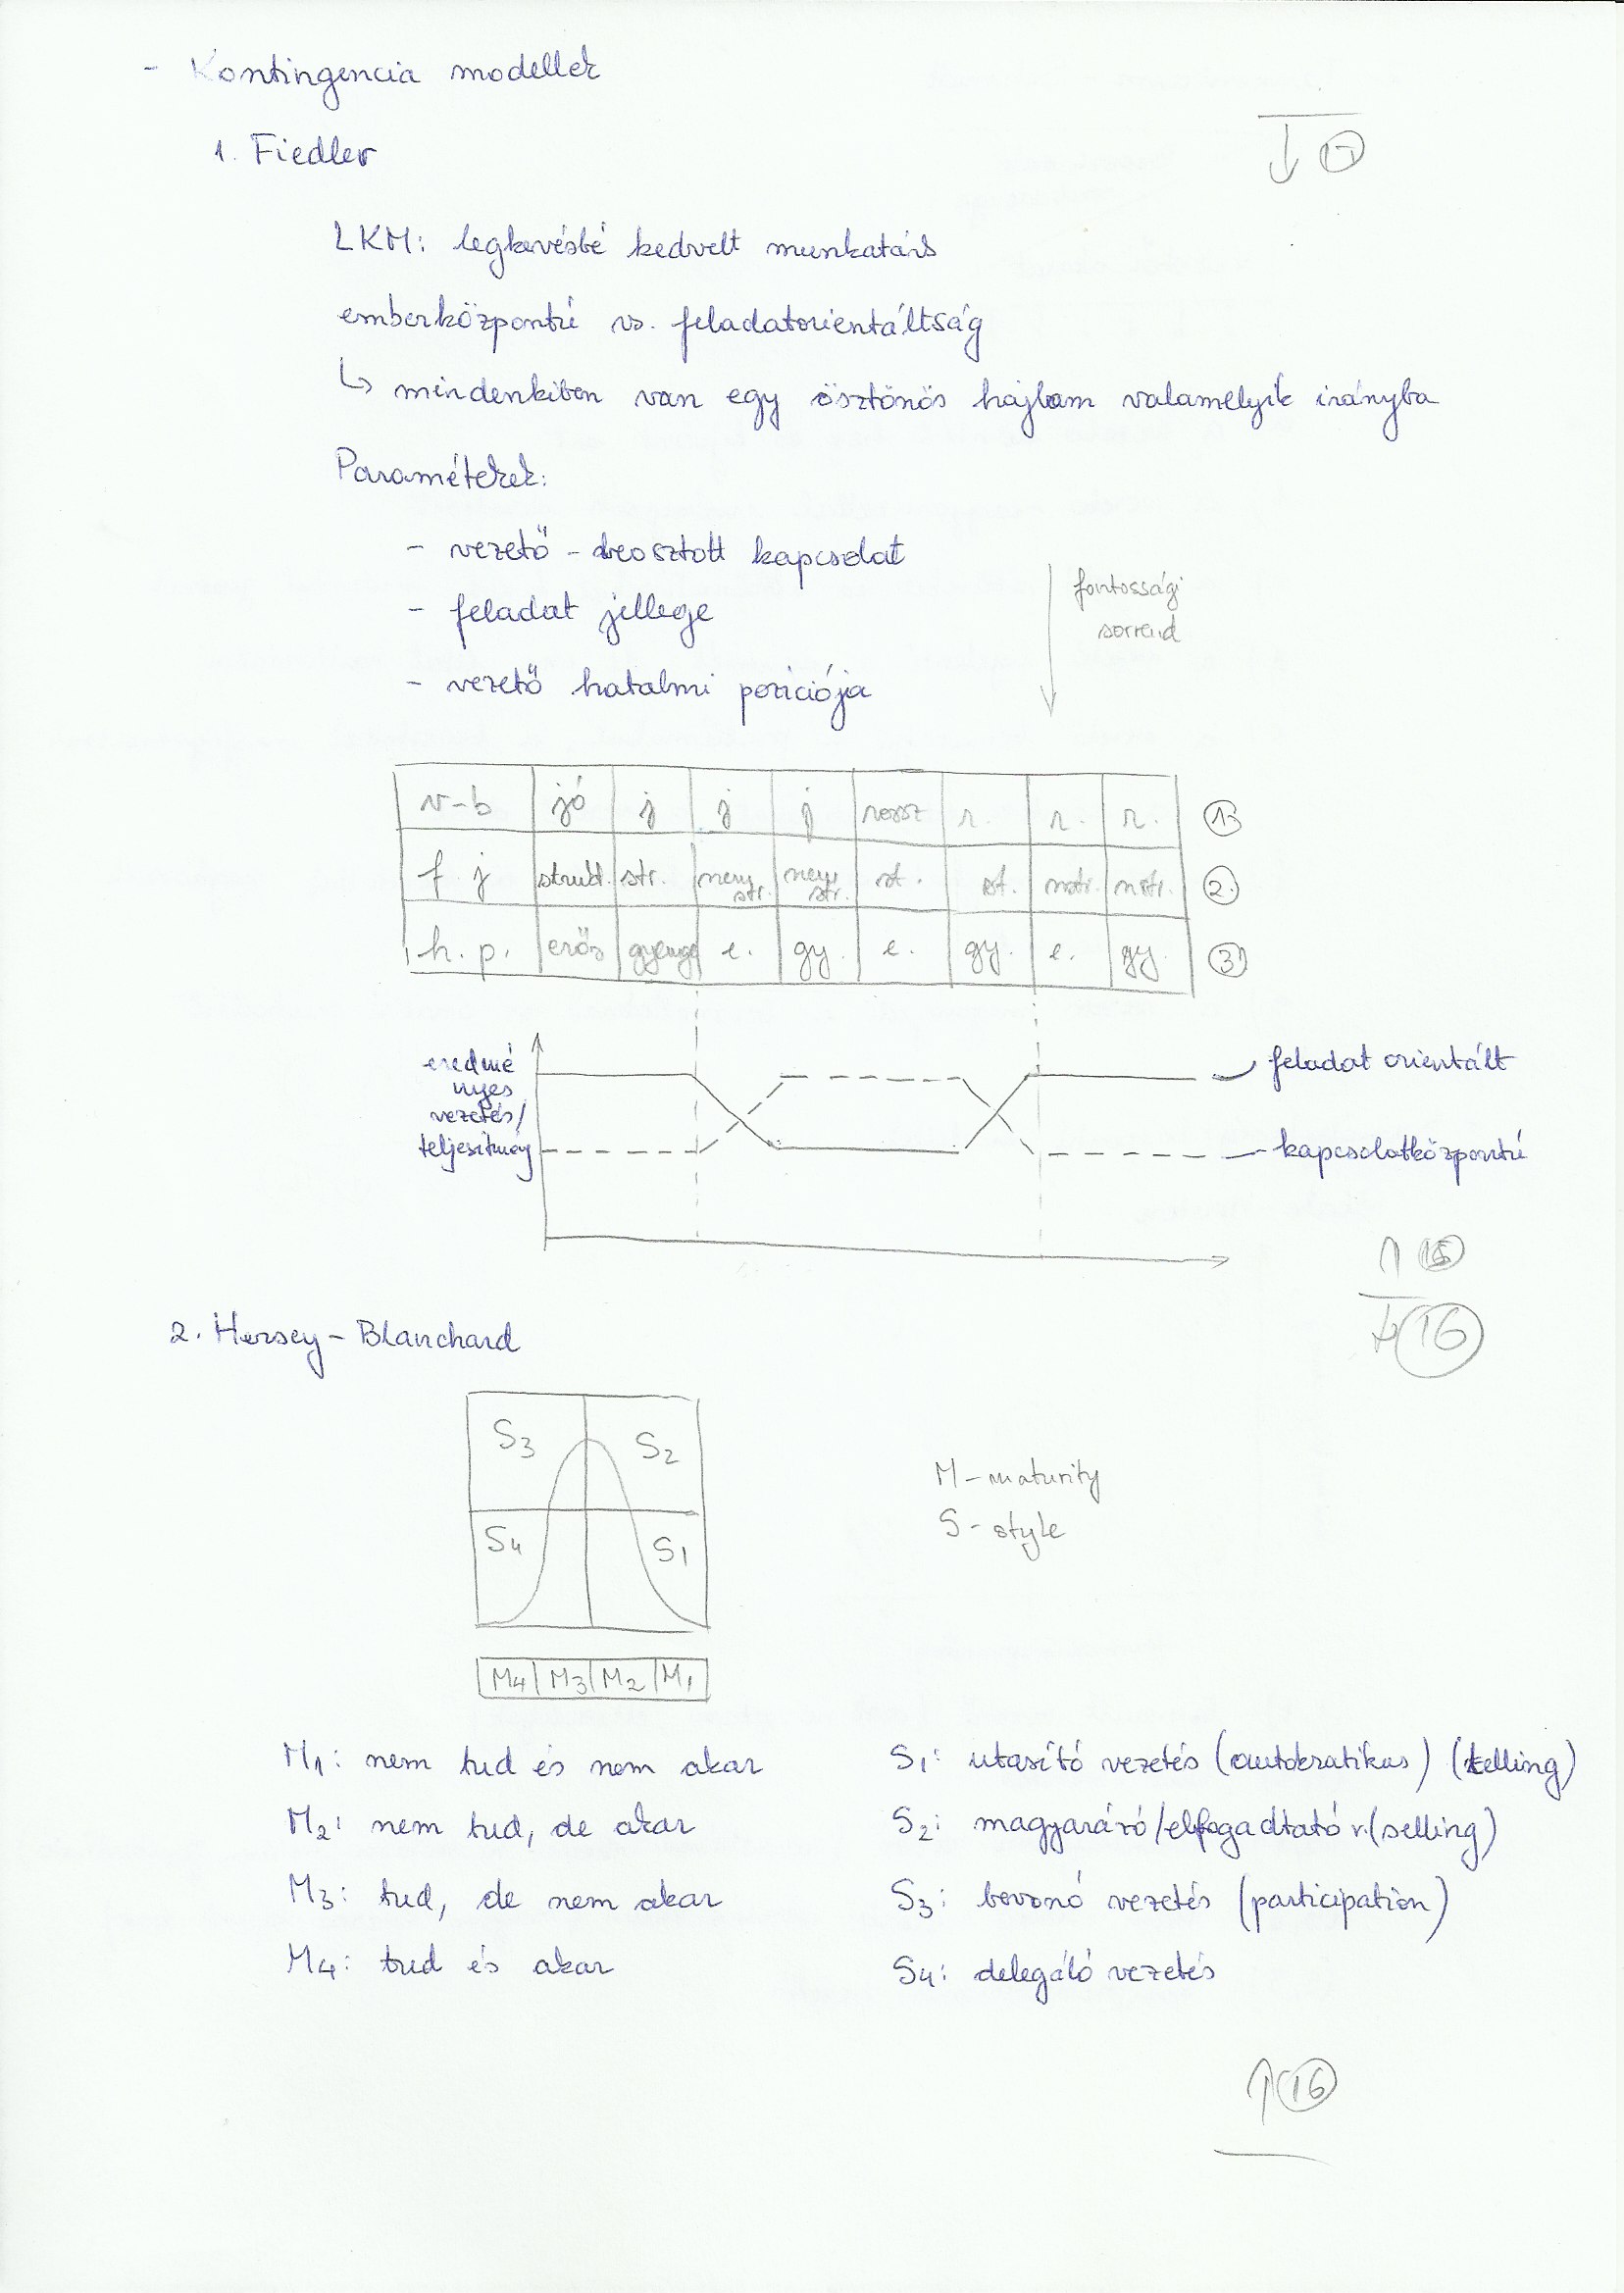 - Kontingencia modellek
1. Fiedler
LKM: legkevésbé kedvelt munkatárs
emberközpontú vs. feladatorientáltság
↳ mindenkiben van egy ösztönös hajlam valamelyik irányba
Paraméterek:
- vezető - beosztott kapcsolat
- feladat jellege
- vezető hatalmi pozíciója
fontossági
sorrend
v-b jó j j j rossz r. r. r. 1.
f j strukt. str. nem str. nem str. st. st. nstr. nstr. 2.
h. p. erős gyenge e. gy. e. gy. e. gy. 3.
eredmé
nyes
vezetés/
teljesítmény
feladat orientált
kapcsolatközpontú
↑ 15
↓ 16
2. Hersey - Blanchard
S3 S2
S4 S1
M4 M3 M2 M1
M - maturity
S - style
M1: nem tud és nem akar
M2: nem tud, de akar
M3: tud, de nem akar
M4: tud és akar
S1: utasító vezetés (autokratikus) (telling)
S2: magyarázó/elfogadtató v. (selling)
S3: bevonó vezetés (participation)
S4: delegáló vezetés
↑ 16